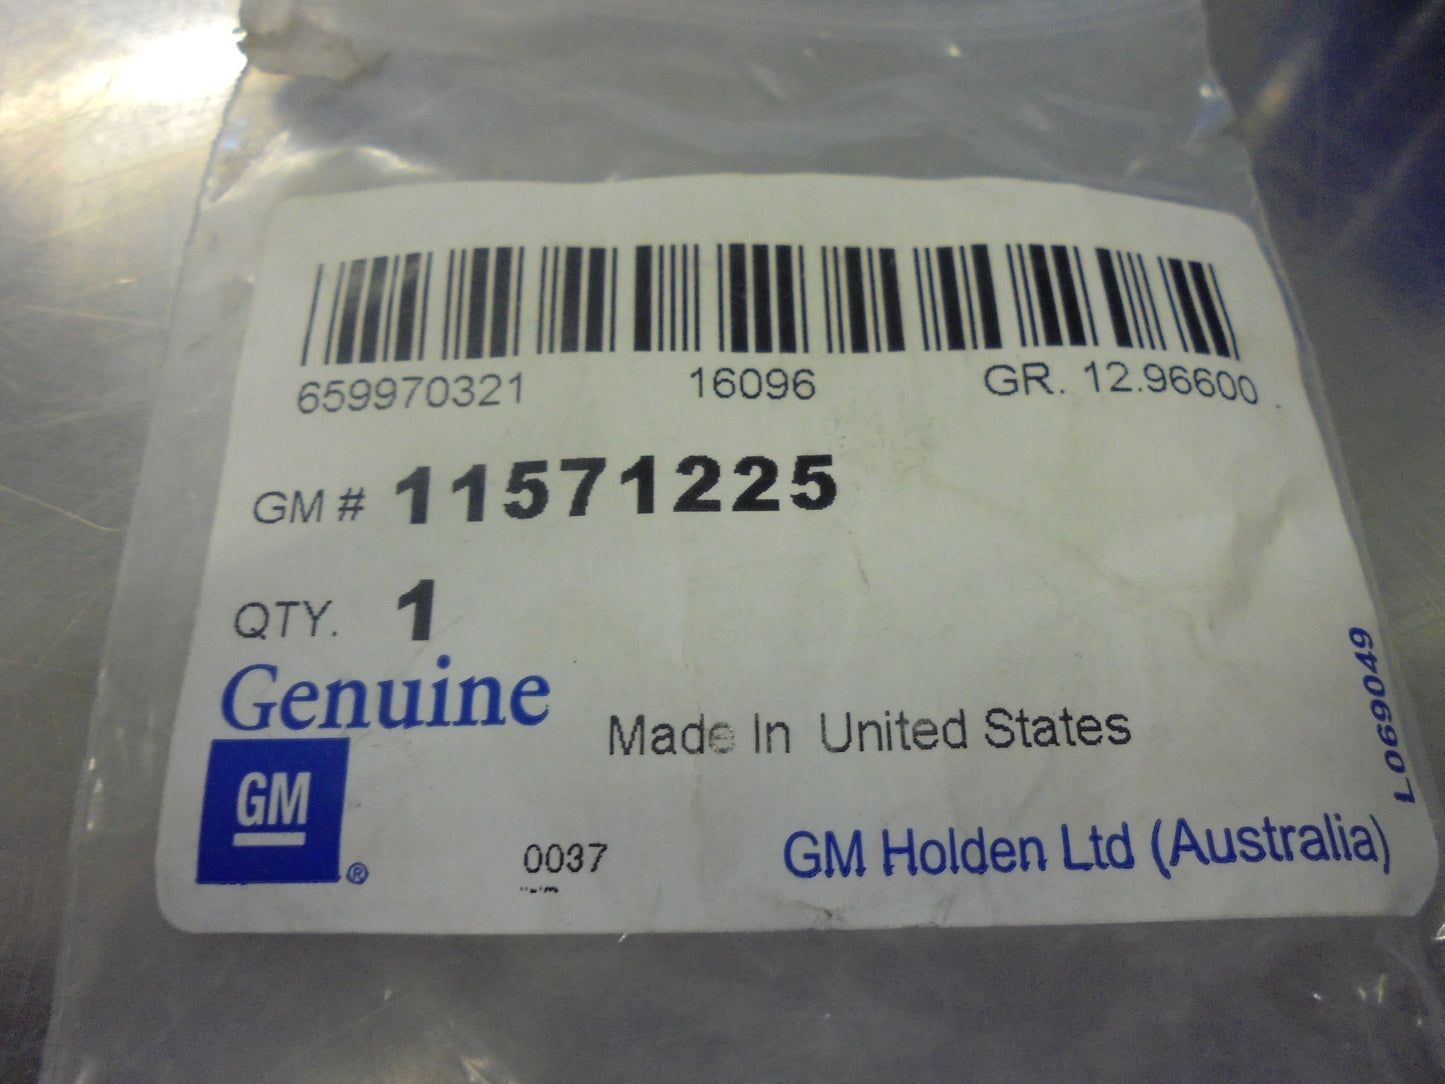 659970321 16096 GR. 12.96600
GM # 11571225
QTY. 1
Genuine
Made In United States
GM ®
0037
GM Holden Ltd (Australia)
L069049